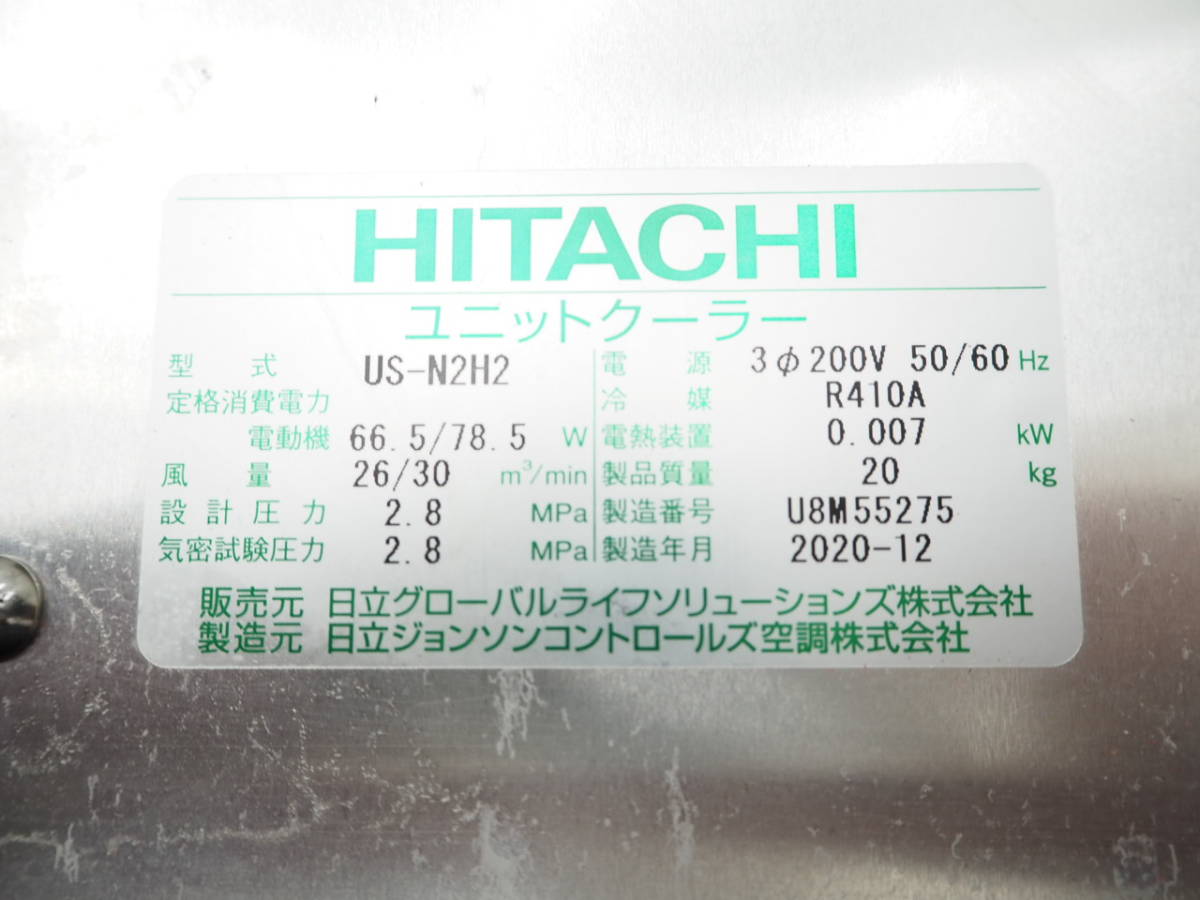 HITACHI
ユニットクーラー
型式 US-N2H2
定格消費電力
電動機 66.5/78.5 W
風量 26/30 m³/min
設計圧力 2.8 MPa
気密試験圧力 2.8 MPa
電源 3φ200V 50/60 Hz
冷媒 R410A
電熱装置 0.007 kW
製品質量 20 kg
製造番号 U8M55275
製造年月 2020-12
販売元 日立グローバルライフソリューションズ株式会社
製造元 日立ジョンソンコントロールズ空調株式会社